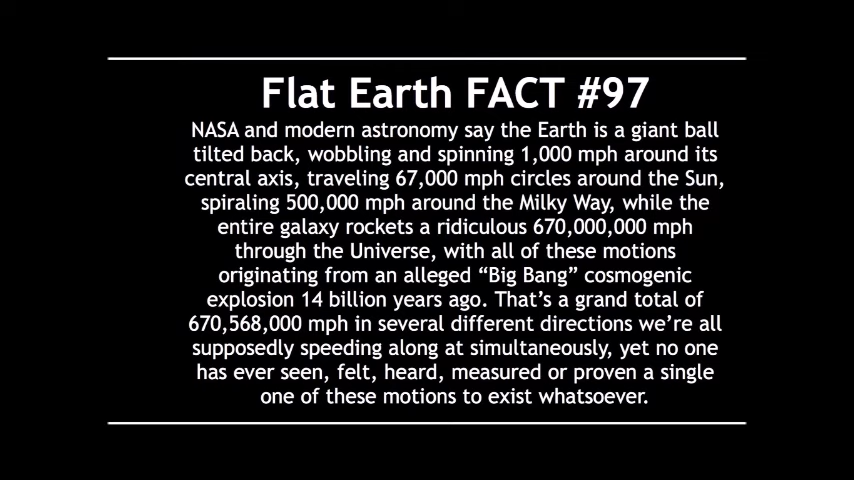 Flat Earth FACT #97
NASA and modern astronomy say the Earth is a giant ball
tilted back, wobbling and spinning 1,000 mph around its
central axis, traveling 67,000 mph circles around the Sun,
spiraling 500,000 mph around the Milky Way, while the
entire galaxy rockets a ridiculous 670,000,000 mph
through the Universe, with all of these motions
originating from an alleged “Big Bang” cosmogenic
explosion 14 billion years ago. That’s a grand total of
670,568,000 mph in several different directions we’re all
supposedly speeding along at simultaneously, yet no one
has ever seen, felt, heard, measured or proven a single
one of these motions to exist whatsoever.